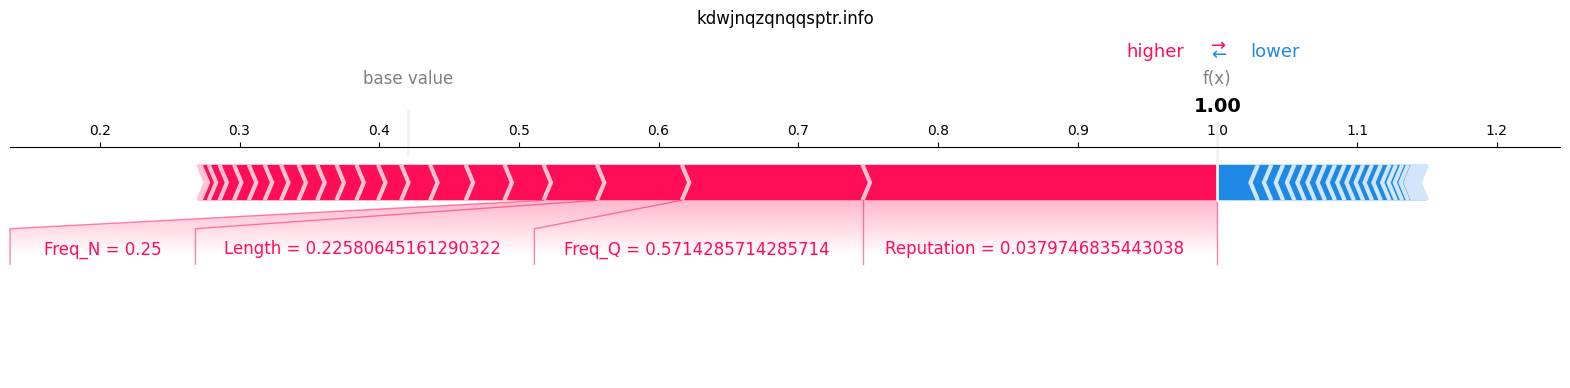 kdwjnqzqnqqsptr.info
higher ⇄ lower
base value f(x)
1.00
0.2 0.3 0.4 0.5 0.6 0.7 0.8 0.9 1.0 1.1 1.2
Freq_N = 0.25 Length = 0.22580645161290322 Freq_Q = 0.5714285714285714 Reputation = 0.0379746835443038